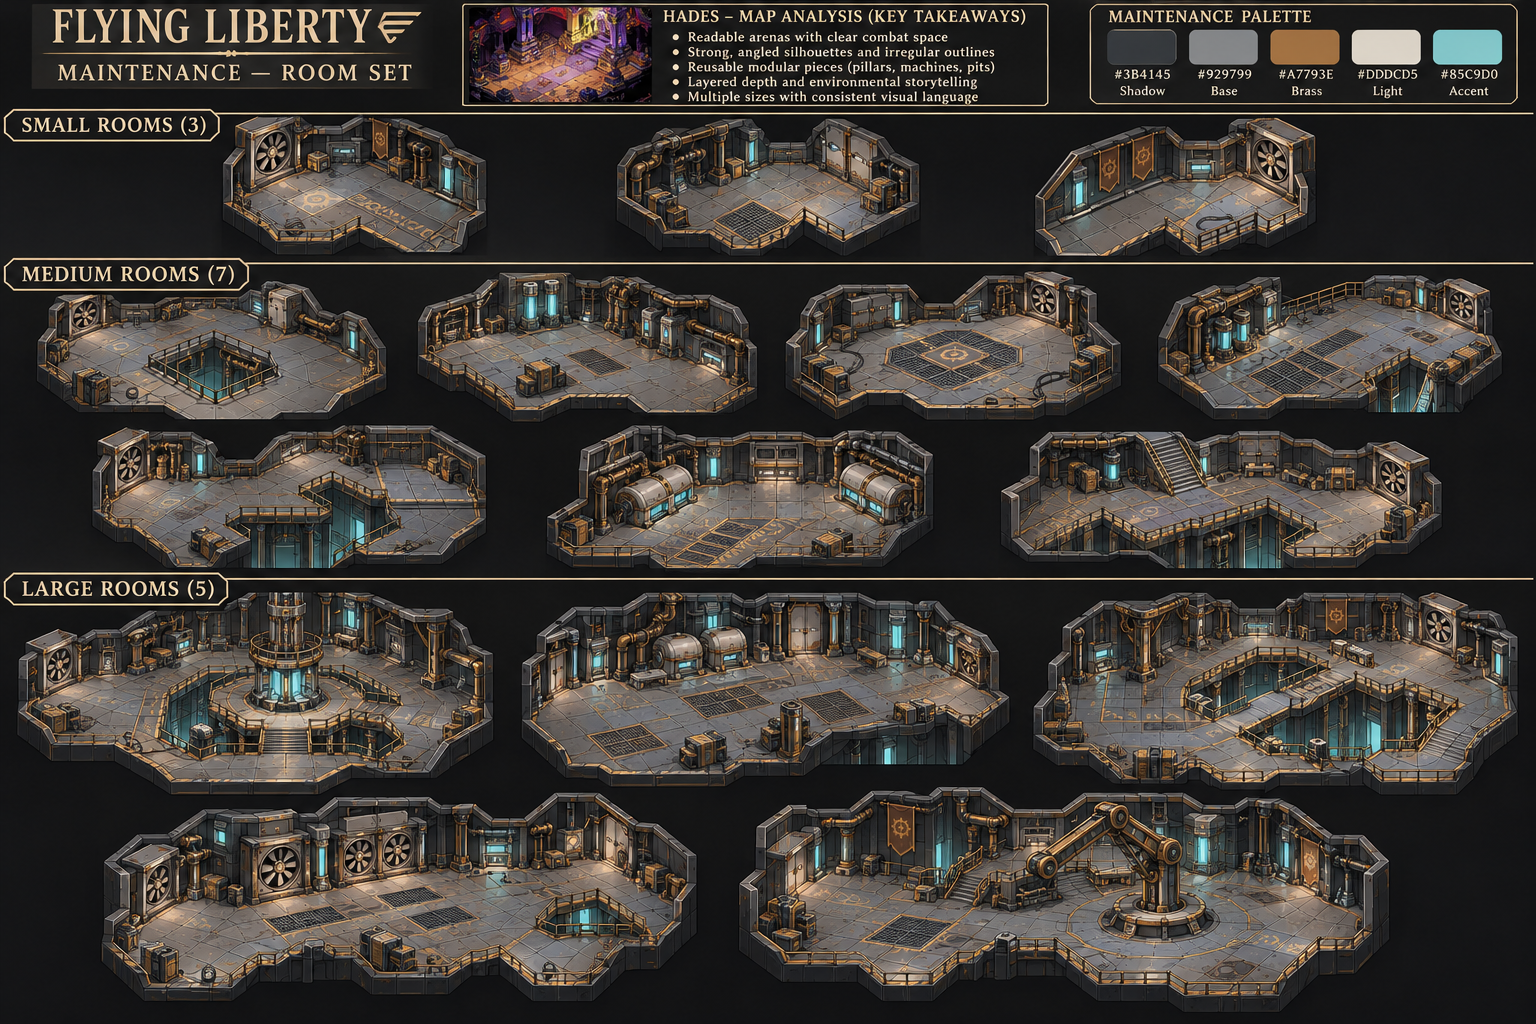 FLYING LIBERTY
MAINTENANCE — ROOM SET
HADES – MAP ANALYSIS (KEY TAKEAWAYS)
• Readable arenas with clear combat space
• Strong, angled silhouettes and irregular outlines
• Reusable modular pieces (pillars, machines, pits)
• Layered depth and environmental storytelling
• Multiple sizes with consistent visual language
MAINTENANCE PALETTE
#3B4145 #929799 #A7793E #DDDCD5 #85C9D0
Shadow Base Brass Light Accent
SMALL ROOMS (3)
MEDIUM ROOMS (7)
LARGE ROOMS (5)